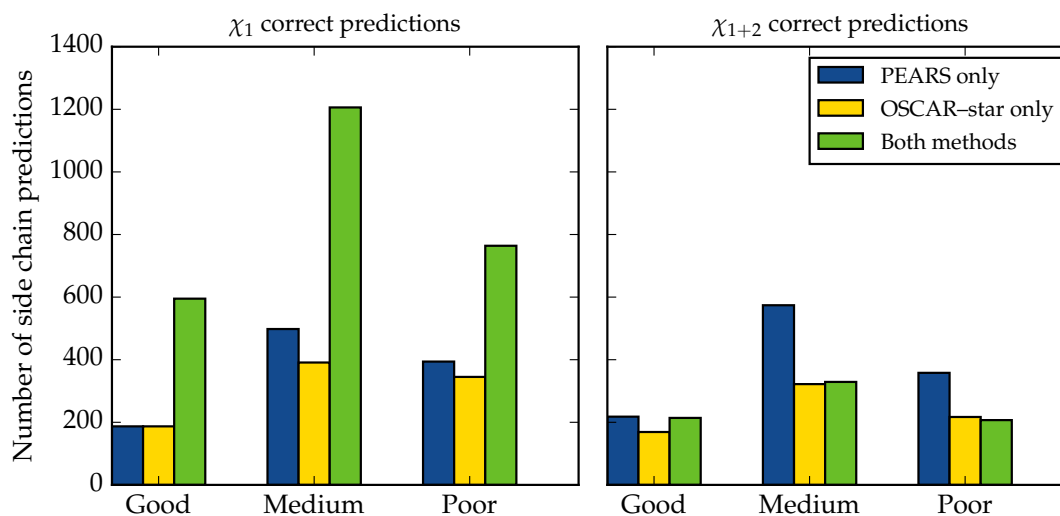 χ1 correct predictions
χ1+2 correct predictions
Number of side chain predictions
1400
1200
1000
800
600
400
200
0
PEARS only
OSCAR–star only
Both methods
Good
Medium
Poor
Good
Medium
Poor